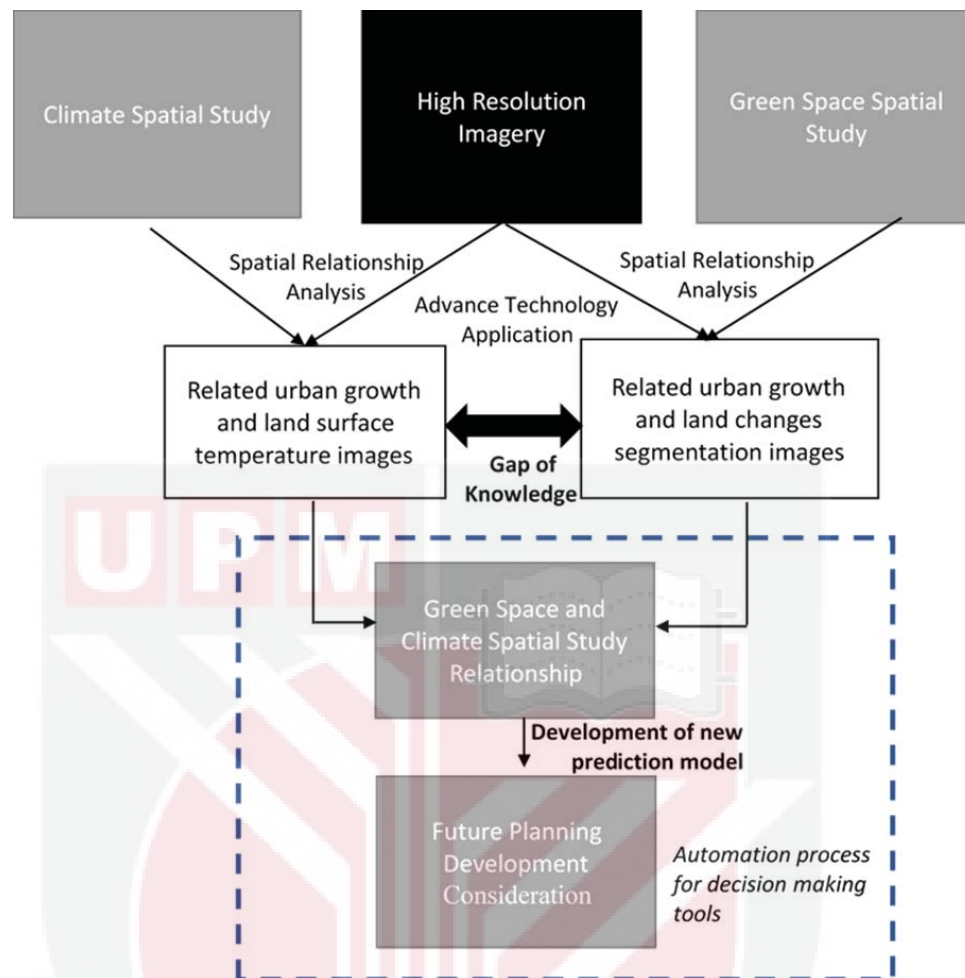 Climate Spatial Study
High Resolution
Imagery
Green Space Spatial
Study
Spatial Relationship
Analysis
Advance Technology
Application
Spatial Relationship
Analysis
Related urban growth
and land surface
temperature images
Gap of
Knowledge
Related urban growth
and land changes
segmentation images
UPM
Green Space and
Climate Spatial Study
Relationship
Development of new
prediction model
Future Planning
Development
Consideration
Automation process
for decision making
tools